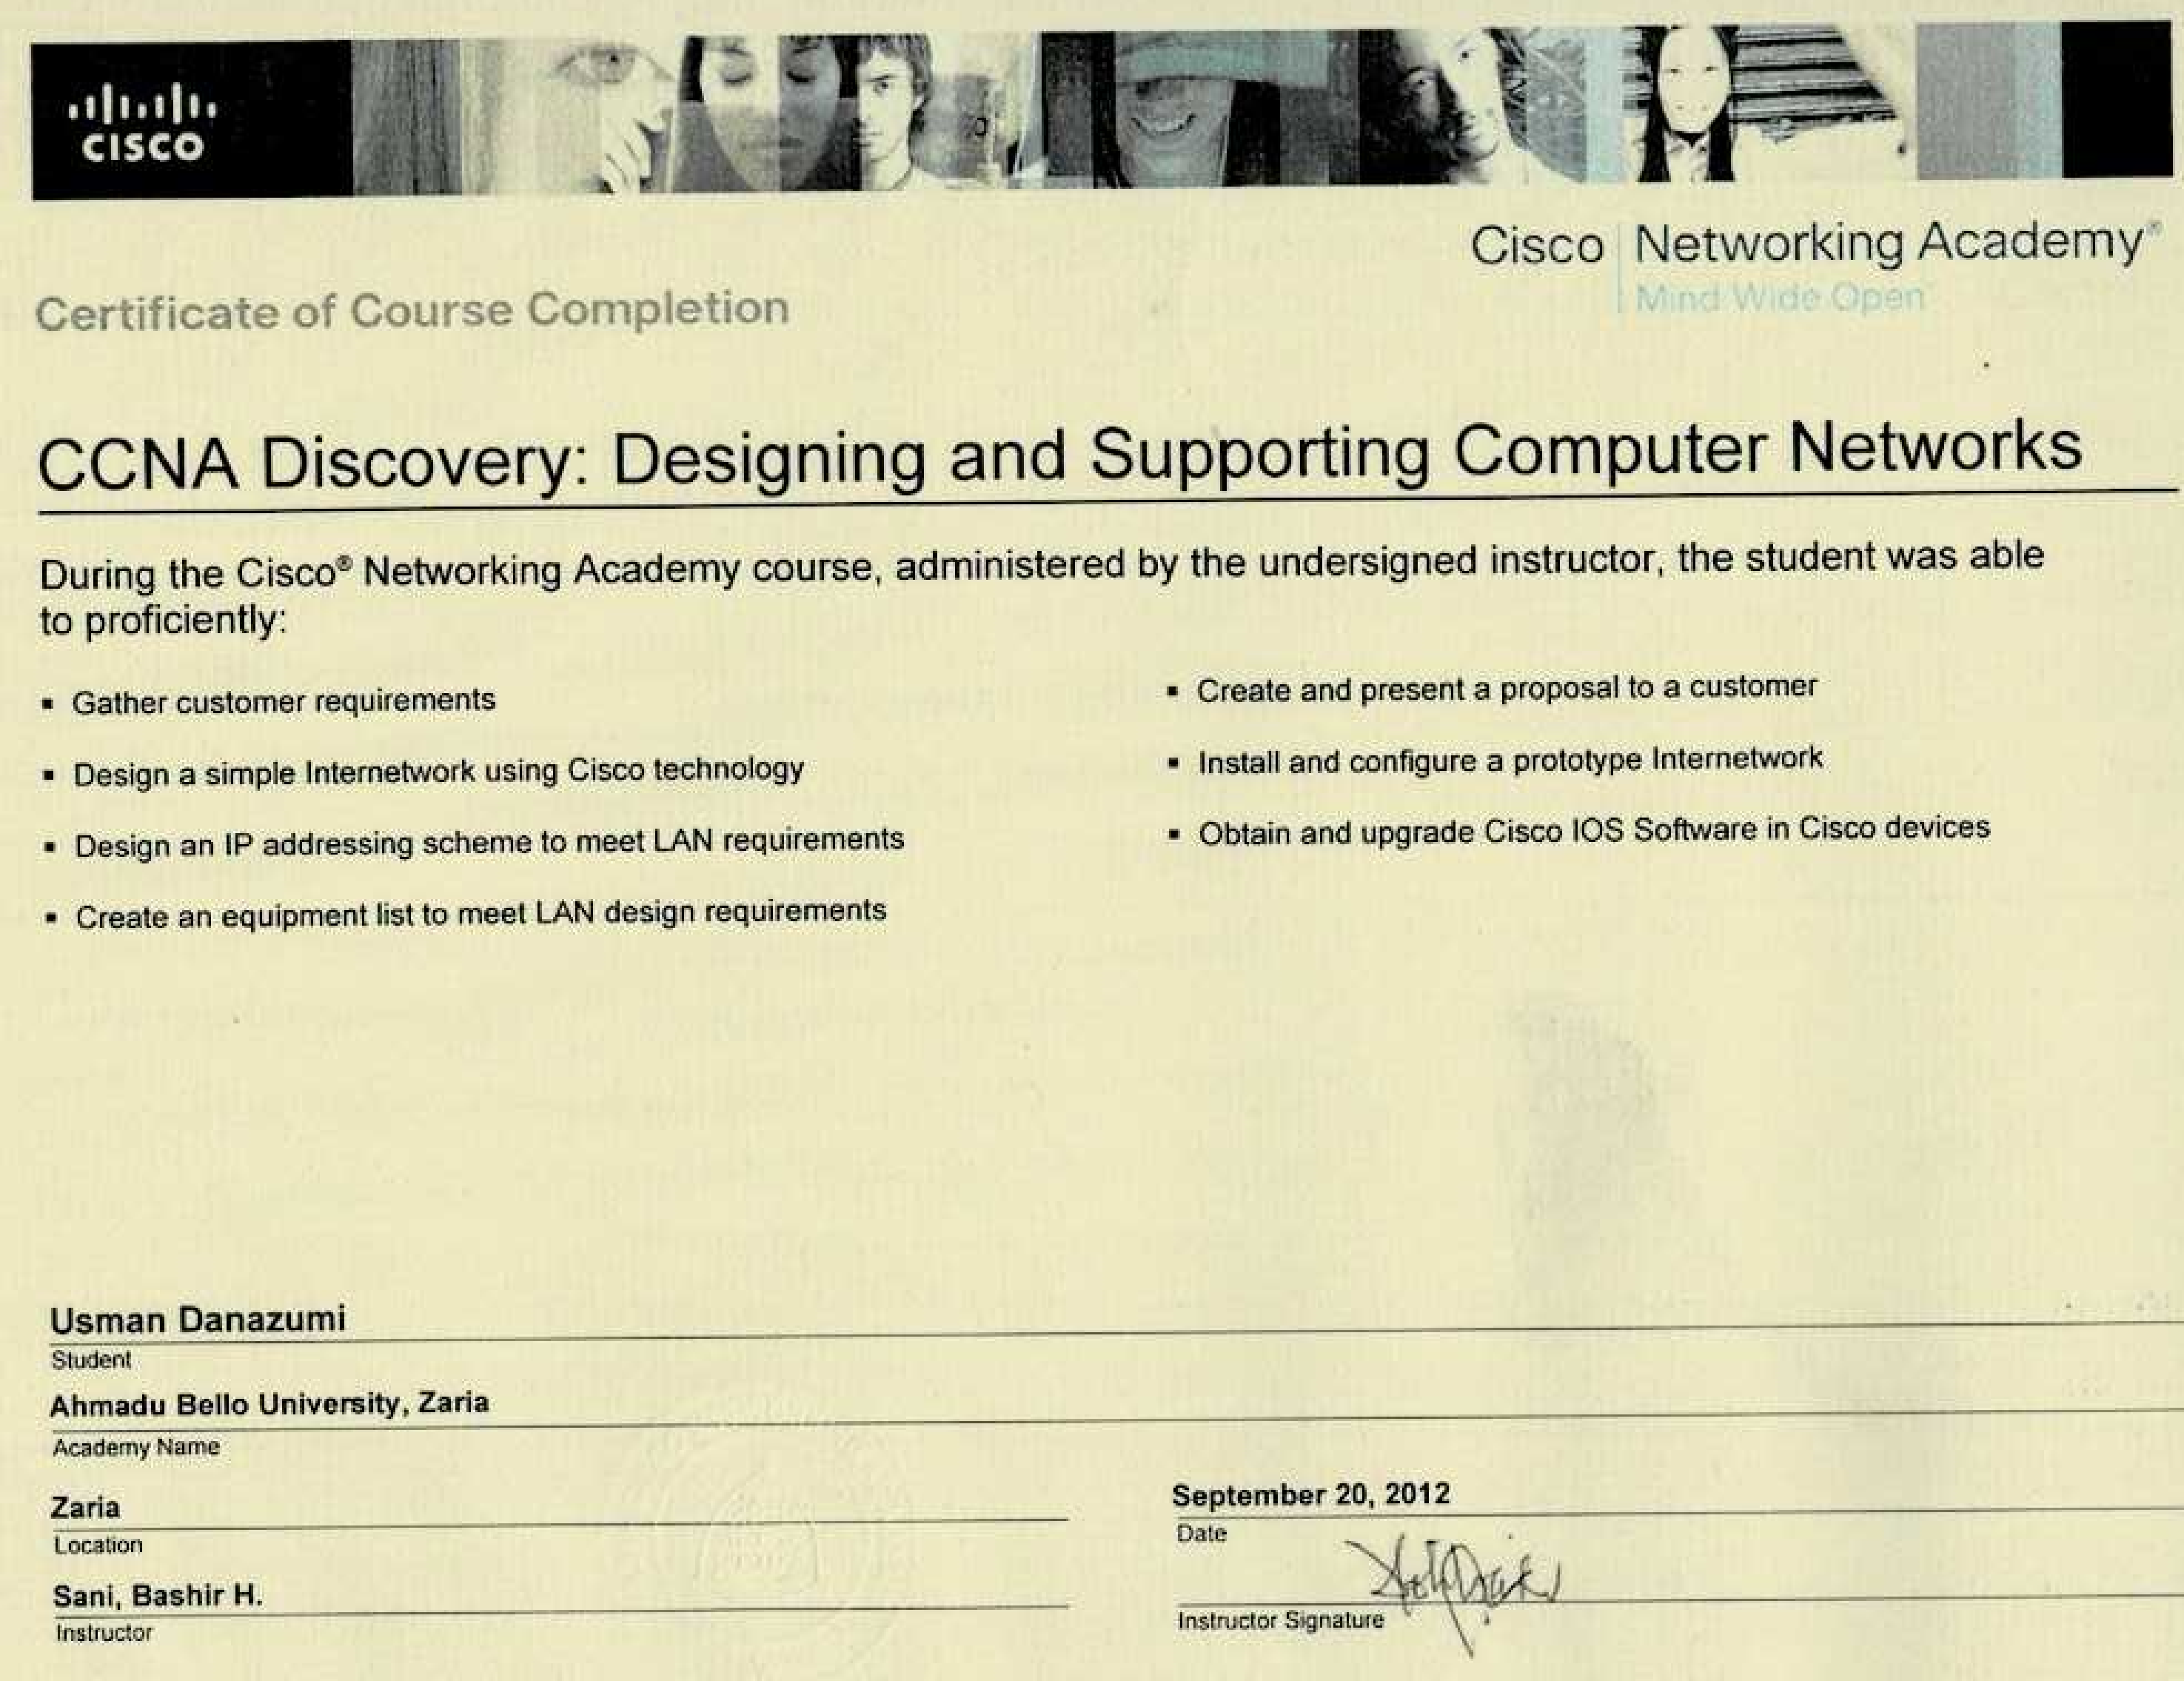 CISCO
Cisco Networking Academy®
Mind Wide Open
Certificate of Course Completion
CCNA Discovery: Designing and Supporting Computer Networks
During the Cisco® Networking Academy course, administered by the undersigned instructor, the student was able
to proficiently:
▪ Gather customer requirements
▪ Design a simple Internetwork using Cisco technology
▪ Design an IP addressing scheme to meet LAN requirements
▪ Create an equipment list to meet LAN design requirements
▪ Create and present a proposal to a customer
▪ Install and configure a prototype Internetwork
▪ Obtain and upgrade Cisco IOS Software in Cisco devices
Usman Danazumi
Student
Ahmadu Bello University, Zaria
Academy Name
Zaria
Location
September 20, 2012
Date
Sani, Bashir H.
Instructor
Instructor Signature